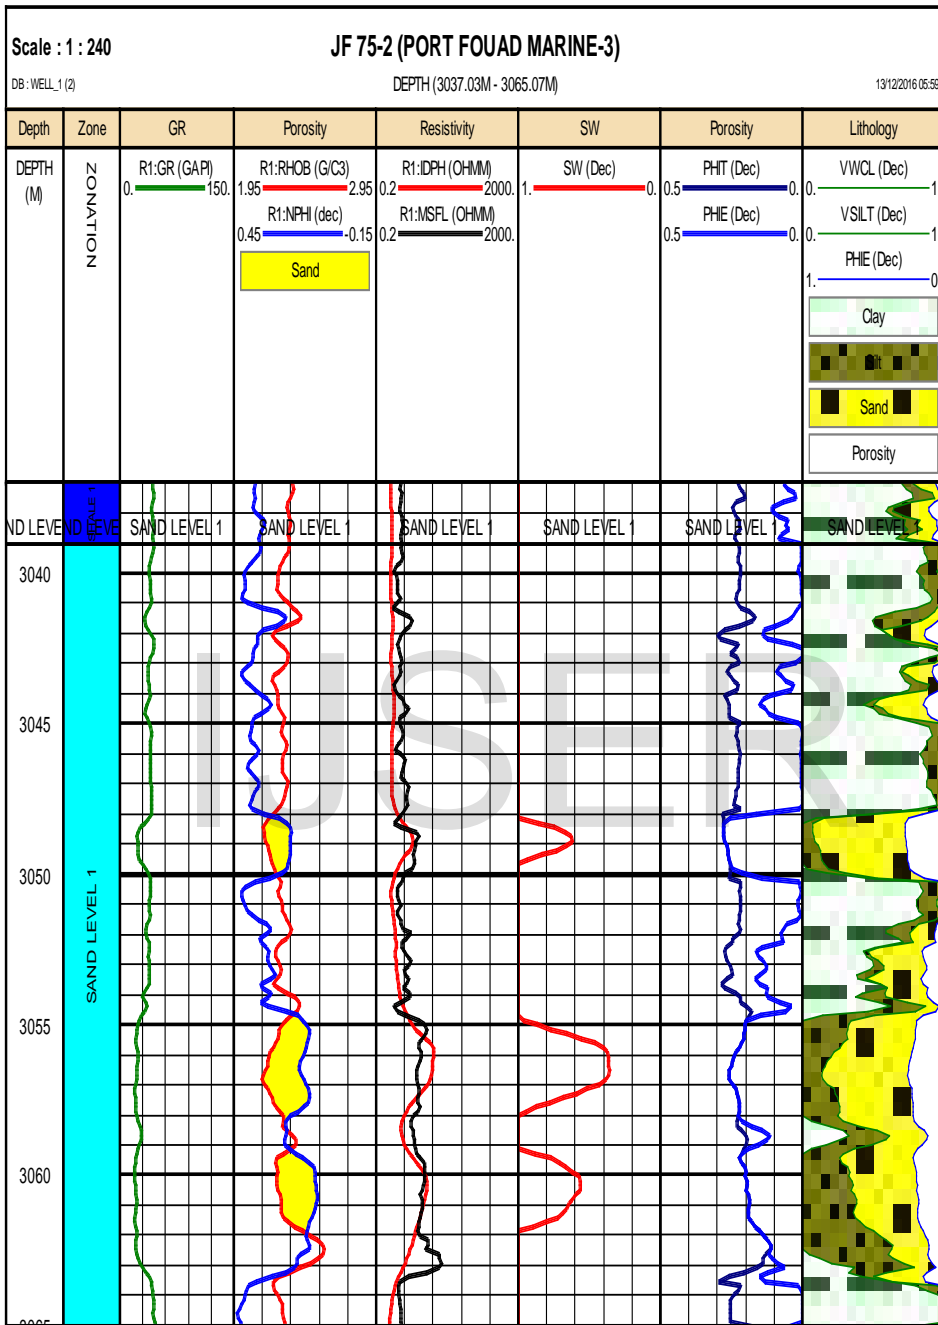 Scale : 1 : 240
JF 75-2 (PORT FOUAD MARINE-3)
DB : WELL_1 (2)
DEPTH (3037.03M - 3065.07M)
13/12/2016 05:59
Depth Zone GR Porosity Resistivity SW Porosity Lithology
DEPTH
(M)
ZONATION
R1:GR (GAPI)
0. 150.
R1:RHOB (G/C3)
1.95 2.95
R1:NPHI (dec)
0.45 -0.15
Sand
R1:IDPH (OHMM)
0.2 2000.
R1:MSFL (OHMM)
0.2 2000.
SW (Dec)
1. 0.
PHIT (Dec)
0.5 0.
PHIE (Dec)
0.5 0.
VWCL (Dec)
0. 1
VSILT (Dec)
0. 1
PHIE (Dec)
1. 0
Clay
Silt
Sand
Porosity
ND LEVE ND LEVE SAND LEVEL 1 SAND LEVEL 1 SAND LEVEL 1 SAND LEVEL 1 SAND LEVEL 1 SAND LEVEL 1
3040
3045
3050
3055
3060
3065
SAND LEVEL 1
IJSER